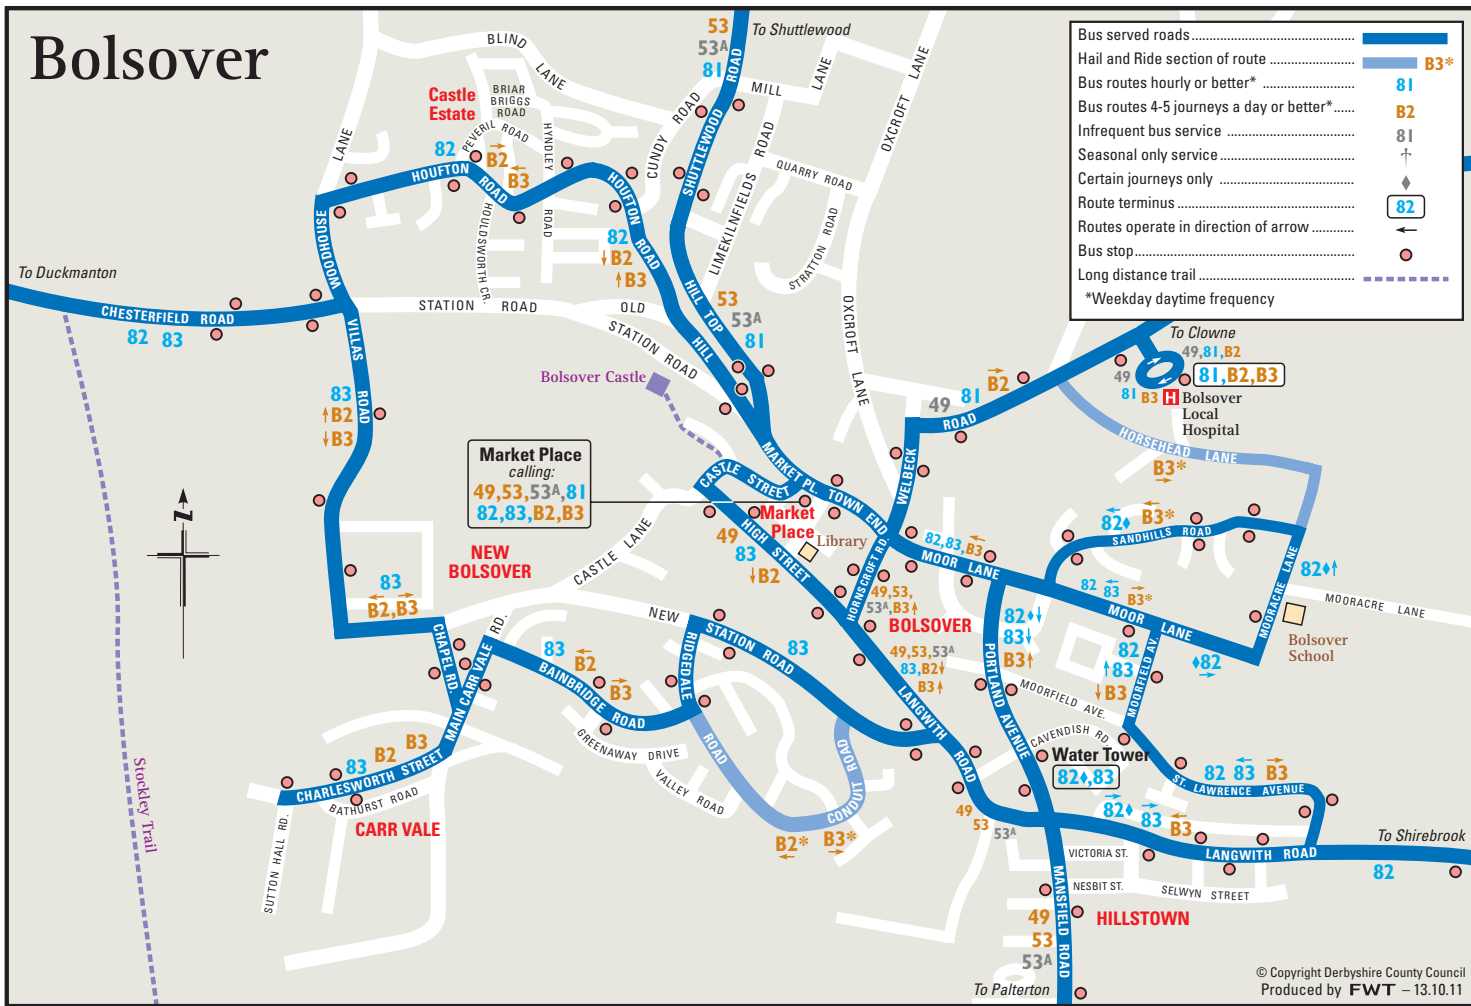 Bolsover
Bus served roads
Hail and Ride section of route B3*
Bus routes hourly or better* 81
Bus routes 4-5 journeys a day or better* B2
Infrequent bus service 81
Seasonal only service
Certain journeys only
Route terminus 82
Routes operate in direction of arrow
Bus stop
Long distance trail
*Weekday daytime frequency
53
53A
81
To Shuttlewood
BLIND
LANE
LANE
Castle
Estate
BRIAR
BRIGGS
ROAD
PEVERIL ROAD
HYNDLEY
ROAD
82
B2
B3
HOUFTON
ROAD
HOULDSWORTH CR.
HOUFTON
ROAD
82
B2
B3
CUNDY ROAD
SHUTTLEWOOD
ROAD
MILL
LANE
LIMEKILNFIELDS ROAD
QUARRY ROAD
STRATTON ROAD
OXCROFT LANE
OXCROFT LANE
WOODHOUSE
To Duckmanton
CHESTERFIELD ROAD
82 83
STATION ROAD
OLD
STATION ROAD
HILL
HILL TOP
53
53A
81
VILLAS
ROAD
83
B2
B3
Bolsover Castle
Market Place
calling:
49,53,53A,81
82,83,B2,B3
MARKET PL.
TOWN END
CASTLE STREET
Market
Place
Library
HIGH STREET
49
83
B2
WELBECK
ROAD
49
81
B2
To Clowne
49,81,B2
81,B2,B3
49
81 B3
H Bolsover
Local
Hospital
HORSEHEAD LANE
B3*
82 B3*
SANDHILLS ROAD
MOORACRE LANE
82
MOORACRE LANE
Bolsover
School
82,83,B3
MOOR LANE
82 83 B3*
MOOR LANE
82
HORNSCROFT RD.
49,53,
53A,B3
BOLSOVER
49,53,53A
83,B2
B3
LANGWITH
ROAD
82
83
B3
PORTLAND AVENUE
82
83
B3
MOORFIELD AV.
MOORFIELD AVE.
CAVENDISH RD.
Water Tower
82,83
82 83 B3
ST. LAWRENCE AVENUE
82 83 B3
LANGWITH ROAD
To Shirebrook
82
49
53
53A
VICTORIA ST.
NESBIT ST.
SELWYN STREET
HILLSTOWN
MANSFIELD ROAD
49
53
53A
To Palterton
NEW
BOLSOVER
CASTLE LANE
83
B2,B3
CHAPEL RD.
MAIN CARR VALE
RD.
83
B2
B3
BAINBRIDGE ROAD
NEW
STATION ROAD
83
RIDGEDALE
ROAD
CONDUIT ROAD
B2* B3*
GREENAWAY DRIVE
VALLEY ROAD
83 B2 B3
CHARLESWORTH STREET
BATHURST ROAD
CARR VALE
SUTTON HALL RD.
Stockley Trail
N
© Copyright Derbyshire County Council
Produced by FWT – 13.10.11